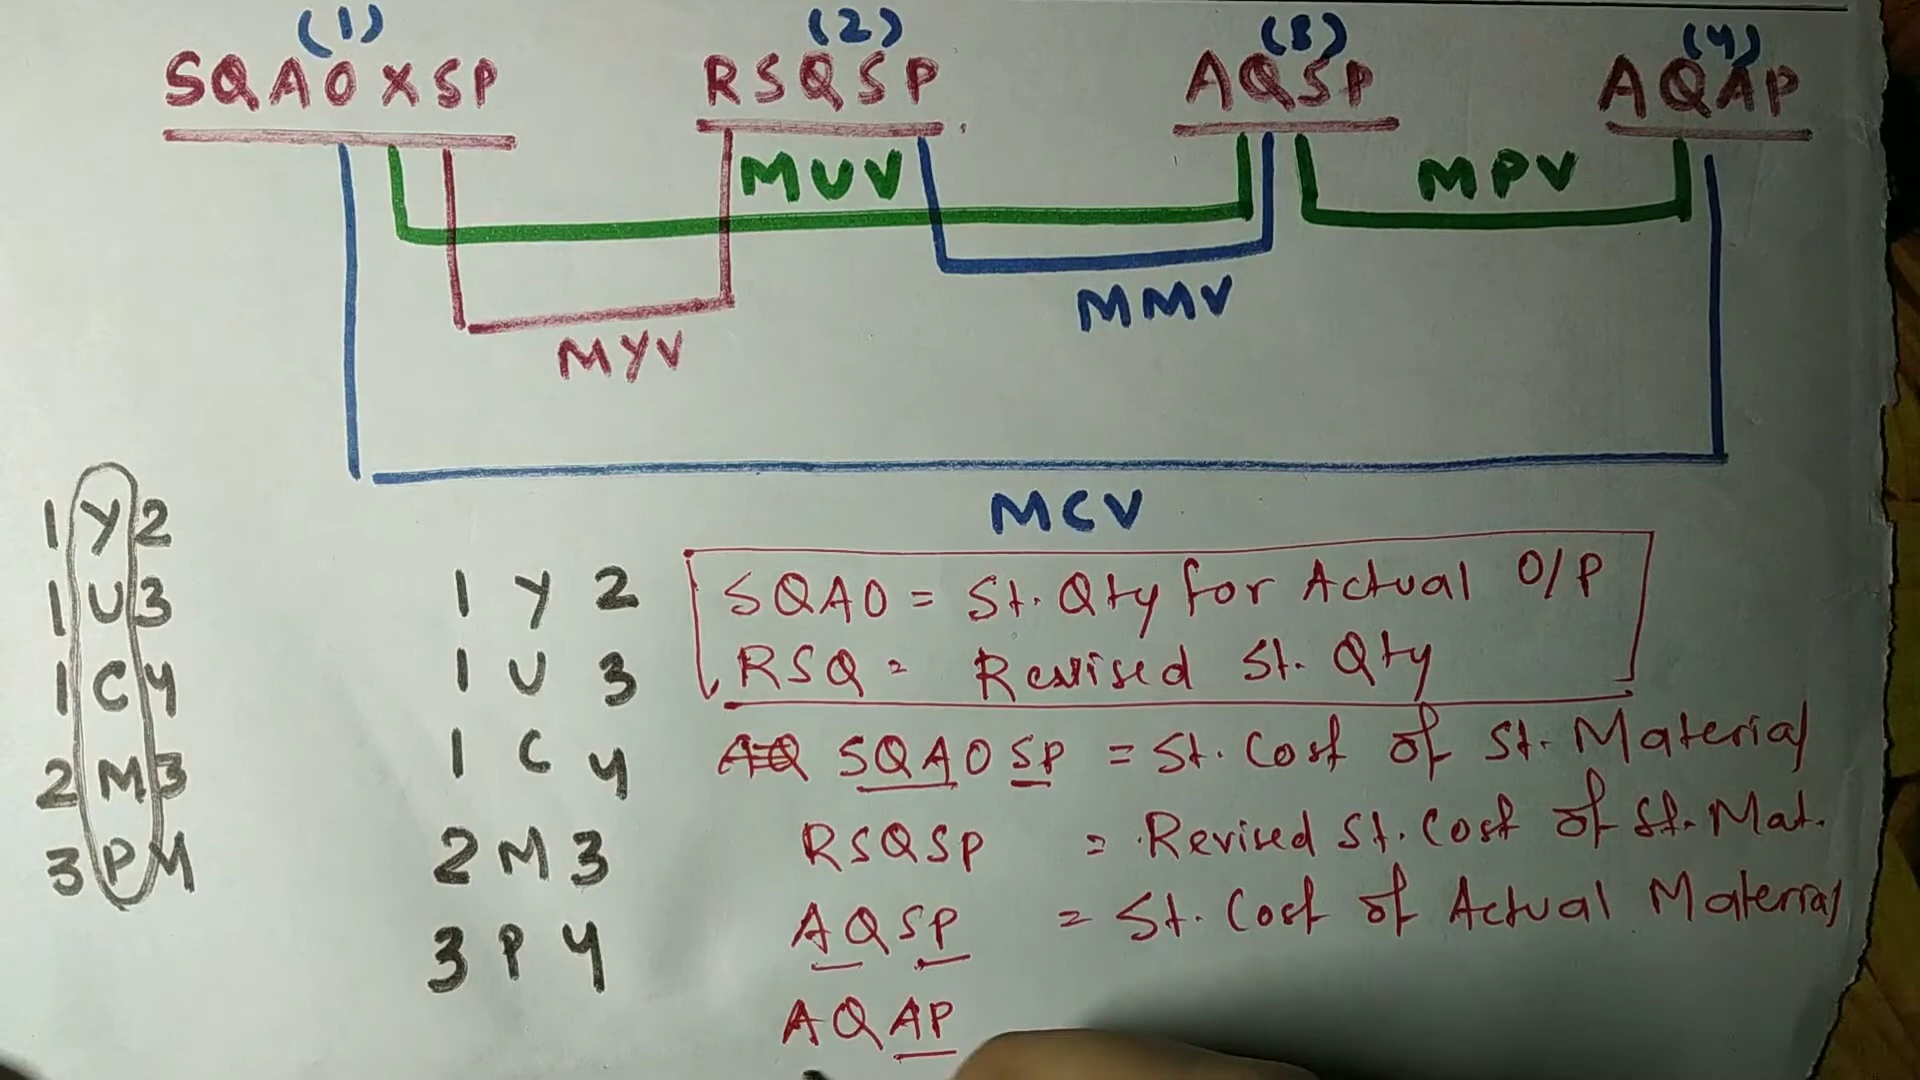 (1) (2) (3) (4)
SQAO X SP RSQSP AQSP AQAP
MUV MPV
MMV
MYV
MCV
1 Y 2
1 U 3
1 C 4
2 M 3
3 P 4
1 Y 2
1 U 3
1 C 4
2 M 3
3 P 4
SQAO = St. Qty for Actual O/P
RSQ = Revised St. Qty
SQAO SP = St. Cost of St. Material
RSQSP = Revised St. Cost of St. Mat.
AQSP = St. Cost of Actual Material
AQAP